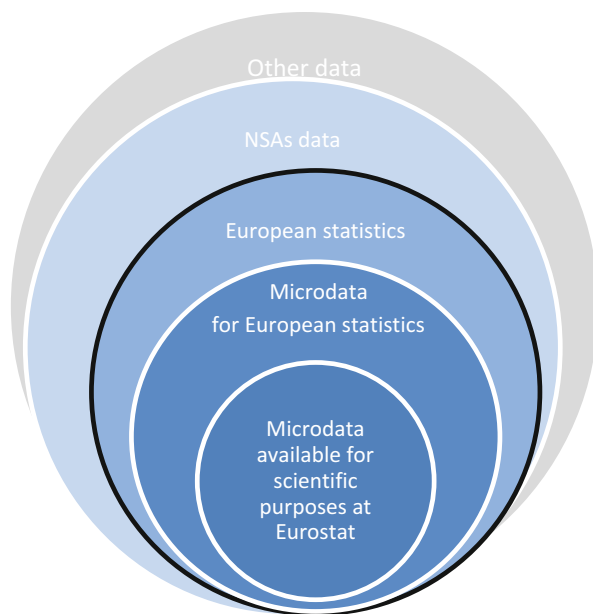 Other data
NSAs data
European statistics
Microdata
for European statistics
Microdata
available for
scientific
purposes at
Eurostat